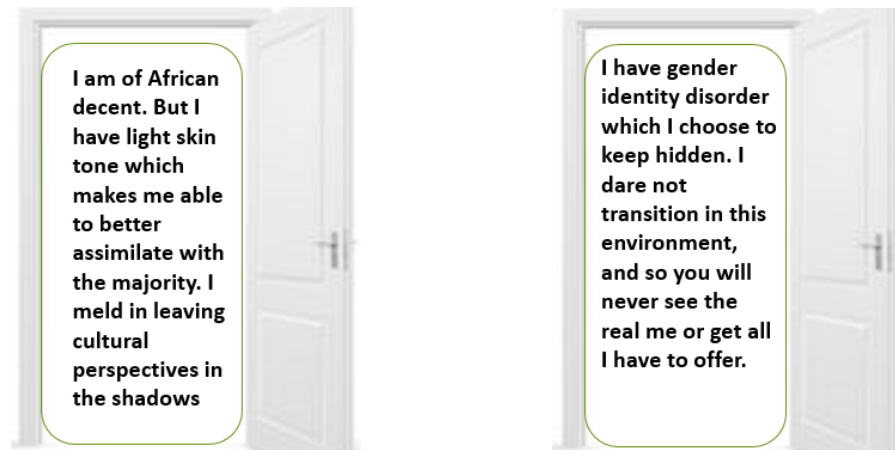 I am of African
decent. But I
have light skin
tone which
makes me able
to better
assimilate with
the majority. I
meld in leaving
cultural
perspectives in
the shadows
I have gender
identity disorder
which I choose to
keep hidden. I
dare not
transition in this
environment,
and so you will
never see the
real me or get all
I have to offer.